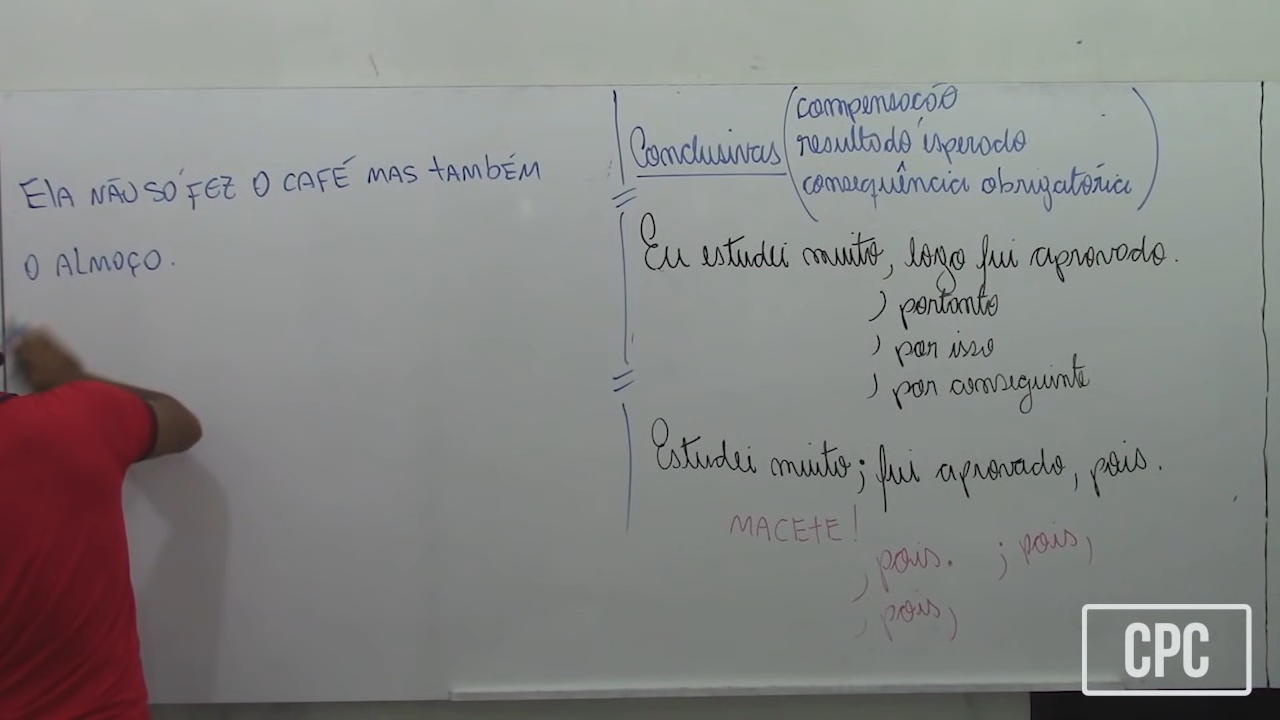 ElA NÃO SÓ FEZ O CAFÉ MAS TAMBÉM
O ALMOÇO.
Conclusivas (compensação
resultado esperado
consequência obrigatória)
Eu estudei muito, logo fui aprovado.
, portanto
, por isso
, por conseguinte
Estudei muito; fui aprovado, pois.
MACETE!
, pois. ; pois,
, pois,
CPC